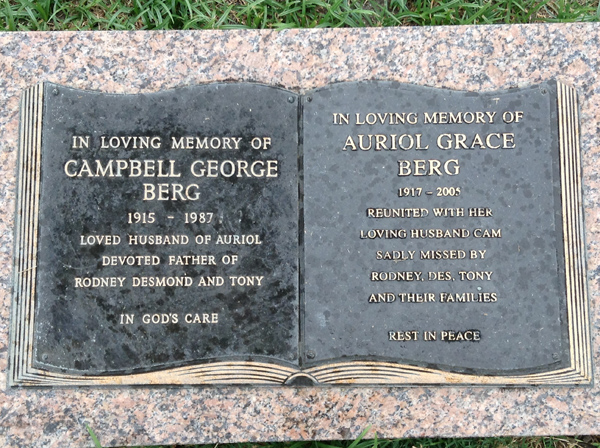 IN LOVING MEMORY OF
CAMPBELL GEORGE
BERG
1915 - 1987
LOVED HUSBAND OF AURIOL
DEVOTED FATHER OF
RODNEY DESMOND AND TONY
IN GOD'S CARE
IN LOVING MEMORY OF
AURIOL GRACE
BERG
1917 - 2005
REUNITED WITH HER
LOVING HUSBAND CAM
SADLY MISSED BY
RODNEY, DES, TONY
AND THEIR FAMILIES
REST IN PEACE